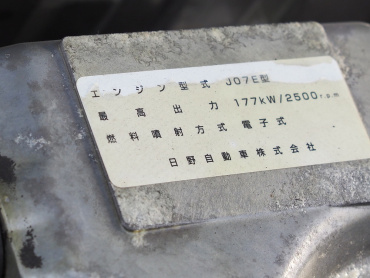 エンジン型式 J07E型
最高出力 177kW/2500r.p.m
燃料噴射方式 電子式
日野自動車株式会社